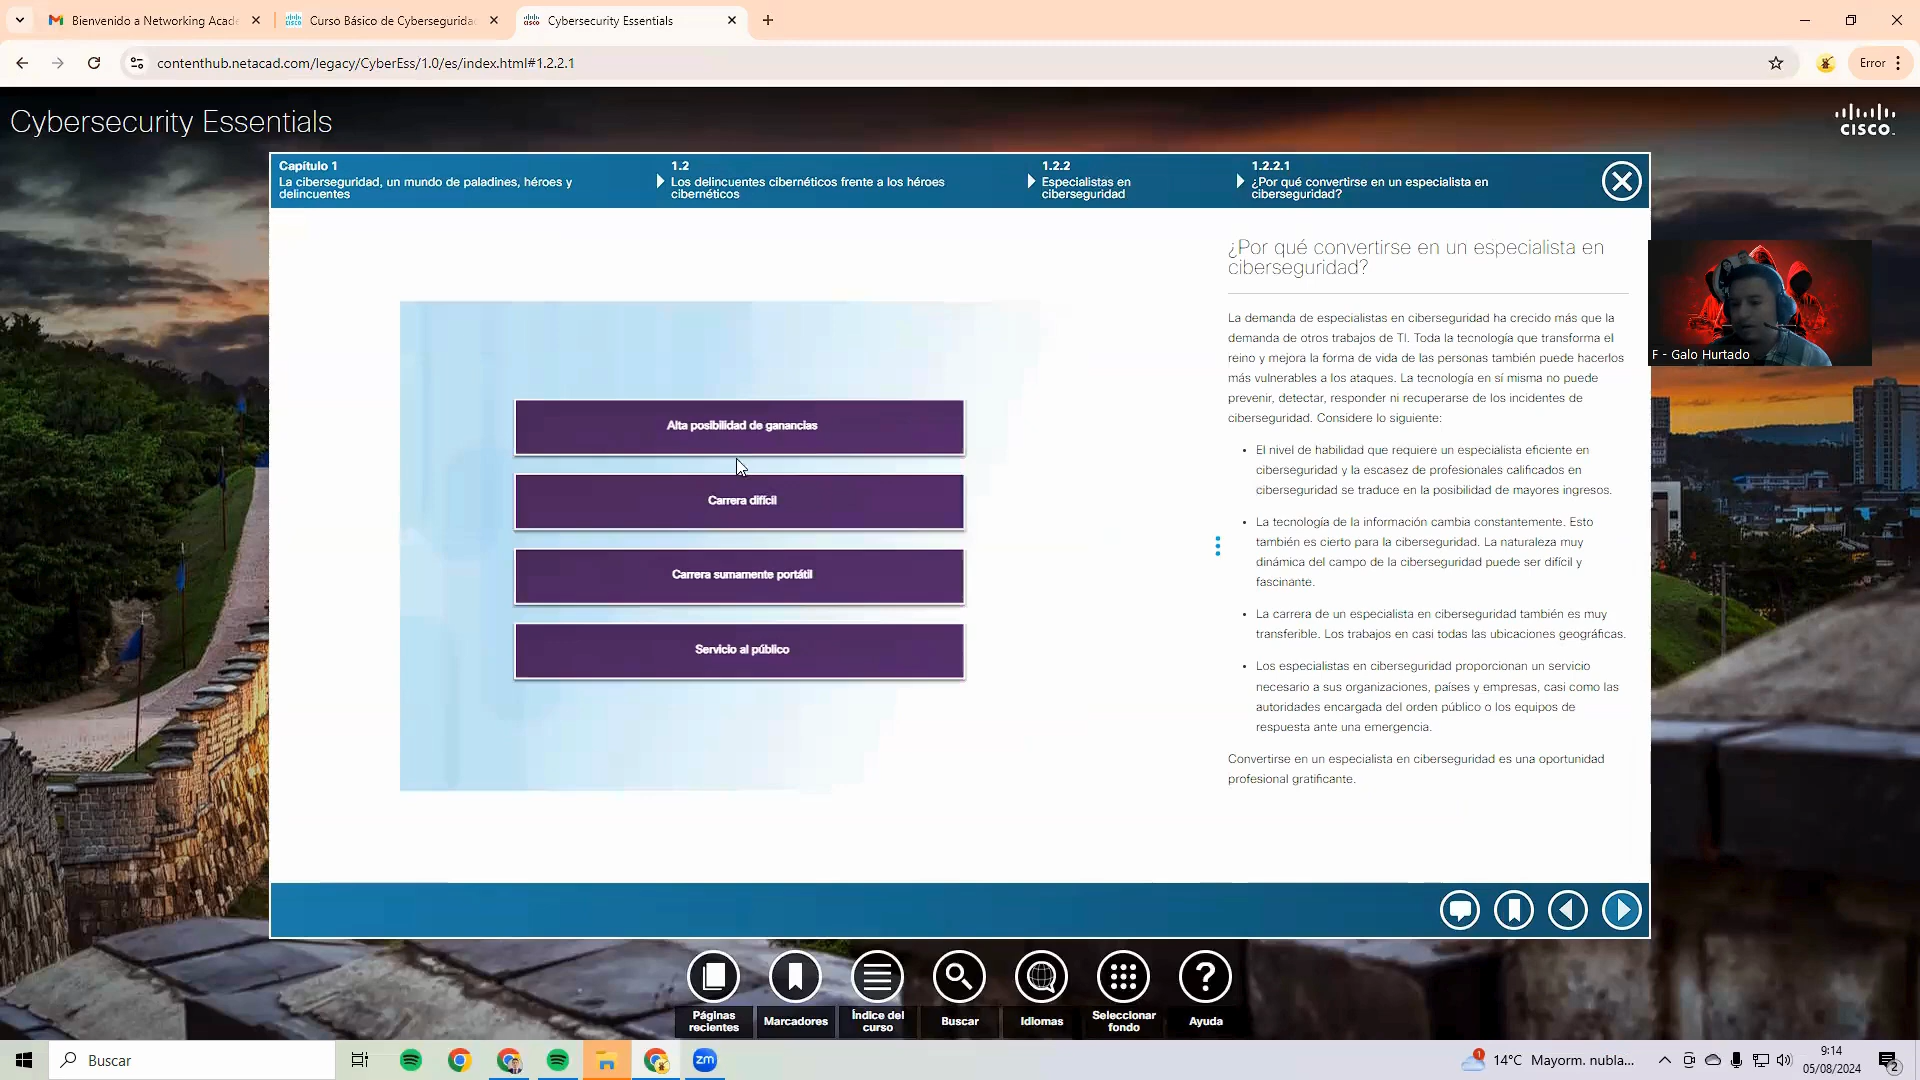 Bienvenido a Networking Acade
Curso Básico de Cyberseguridad
Cybersecurity Essentials
contenthub.netacad.com/legacy/CyberEss/1.0/es/index.html#1.2.2.1
Error
Cybersecurity Essentials
CISCO
Capítulo 1
La ciberseguridad, un mundo de paladines, héroes y
delincuentes
1.2
Los delincuentes cibernéticos frente a los héroes
cibernéticos
1.2.2
Especialistas en
ciberseguridad
1.2.2.1
¿Por qué convertirse en un especialista en
ciberseguridad?
Alta posibilidad de ganancias
Carrera difícil
Carrera sumamente portátil
Servicio al público
¿Por qué convertirse en un especialista en
ciberseguridad?
La demanda de especialistas en ciberseguridad ha crecido más que la
demanda de otros trabajos de TI. Toda la tecnología que transforma el
reino y mejora la forma de vida de las personas también puede hacerlos
más vulnerables a los ataques. La tecnología en sí misma no puede
prevenir, detectar, responder ni recuperarse de los incidentes de
ciberseguridad. Considere lo siguiente:
• El nivel de habilidad que requiere un especialista eficiente en
ciberseguridad y la escasez de profesionales calificados en
ciberseguridad se traduce en la posibilidad de mayores ingresos.
• La tecnología de la información cambia constantemente. Esto
también es cierto para la ciberseguridad. La naturaleza muy
dinámica del campo de la ciberseguridad puede ser difícil y
fascinante.
• La carrera de un especialista en ciberseguridad también es muy
transferible. Los trabajos en casi todas las ubicaciones geográficas.
• Los especialistas en ciberseguridad proporcionan un servicio
necesario a sus organizaciones, países y empresas, casi como las
autoridades encargada del orden público o los equipos de
respuesta ante una emergencia.
Convertirse en un especialista en ciberseguridad es una oportunidad
profesional gratificante.
F - Galo Hurtado
Páginas
recientes
Marcadores
Índice del
curso
Buscar
Idiomas
Seleccionar
fondo
Ayuda
Buscar
zm
1
14°C Mayorm. nubla...
9:14
05/08/2024
2